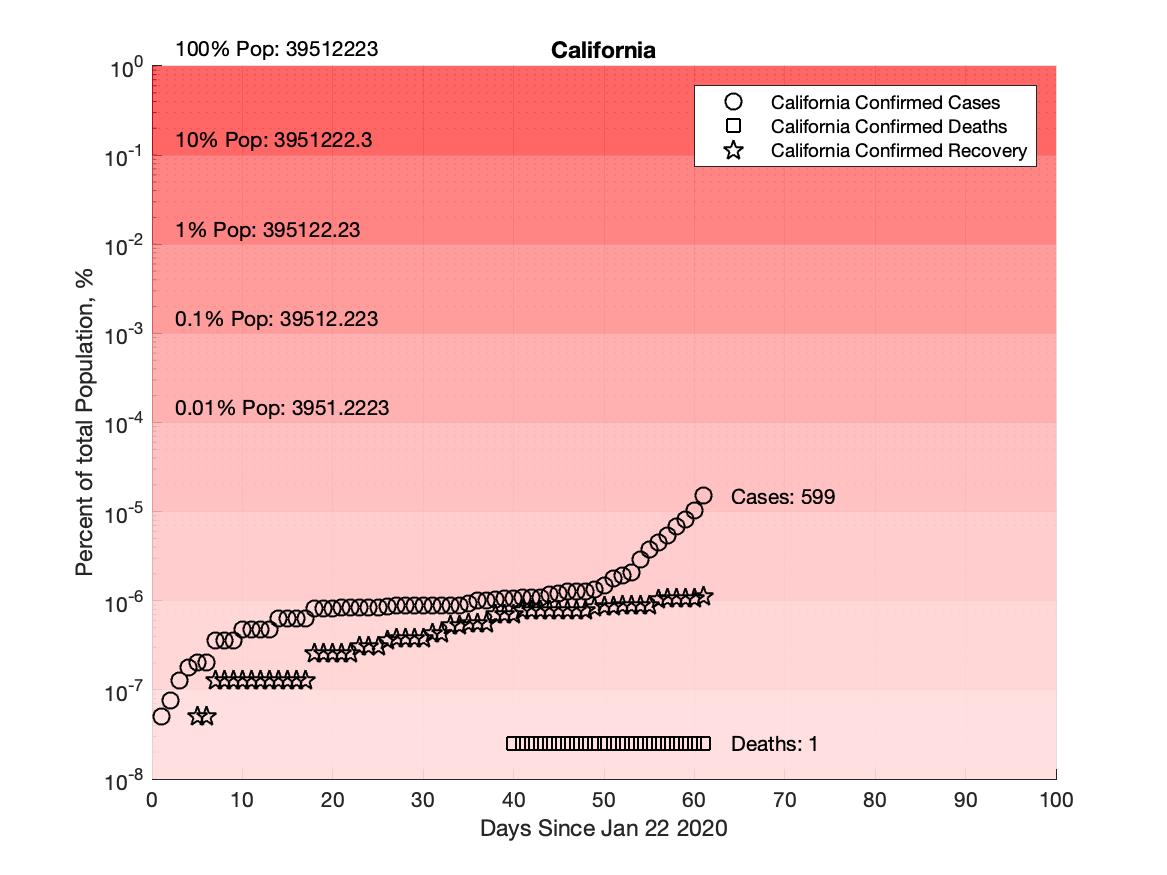 100% Pop: 39512223
California
10% Pop: 3951222.3
1% Pop: 395122.23
0.1% Pop: 39512.223
0.01% Pop: 3951.2223
California Confirmed Cases
California Confirmed Deaths
California Confirmed Recovery
Cases: 599
Deaths: 1
Percent of total Population, %
10^0
10^-1
10^-2
10^-3
10^-4
10^-5
10^-6
10^-7
10^-8
0 10 20 30 40 50 60 70 80 90 100
Days Since Jan 22 2020